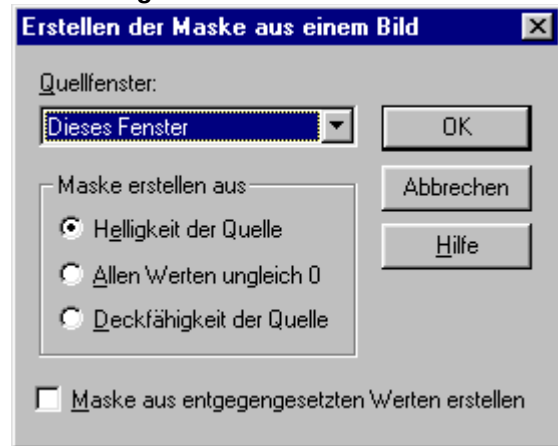 Erstellen der Maske aus einem Bild
Quellfenster:
Dieses Fenster
OK
Maske erstellen aus
Abbrechen
Helligkeit der Quelle
Hilfe
Allen Werten ungleich 0
Deckfähigkeit der Quelle
Maske aus entgegengesetzten Werten erstellen